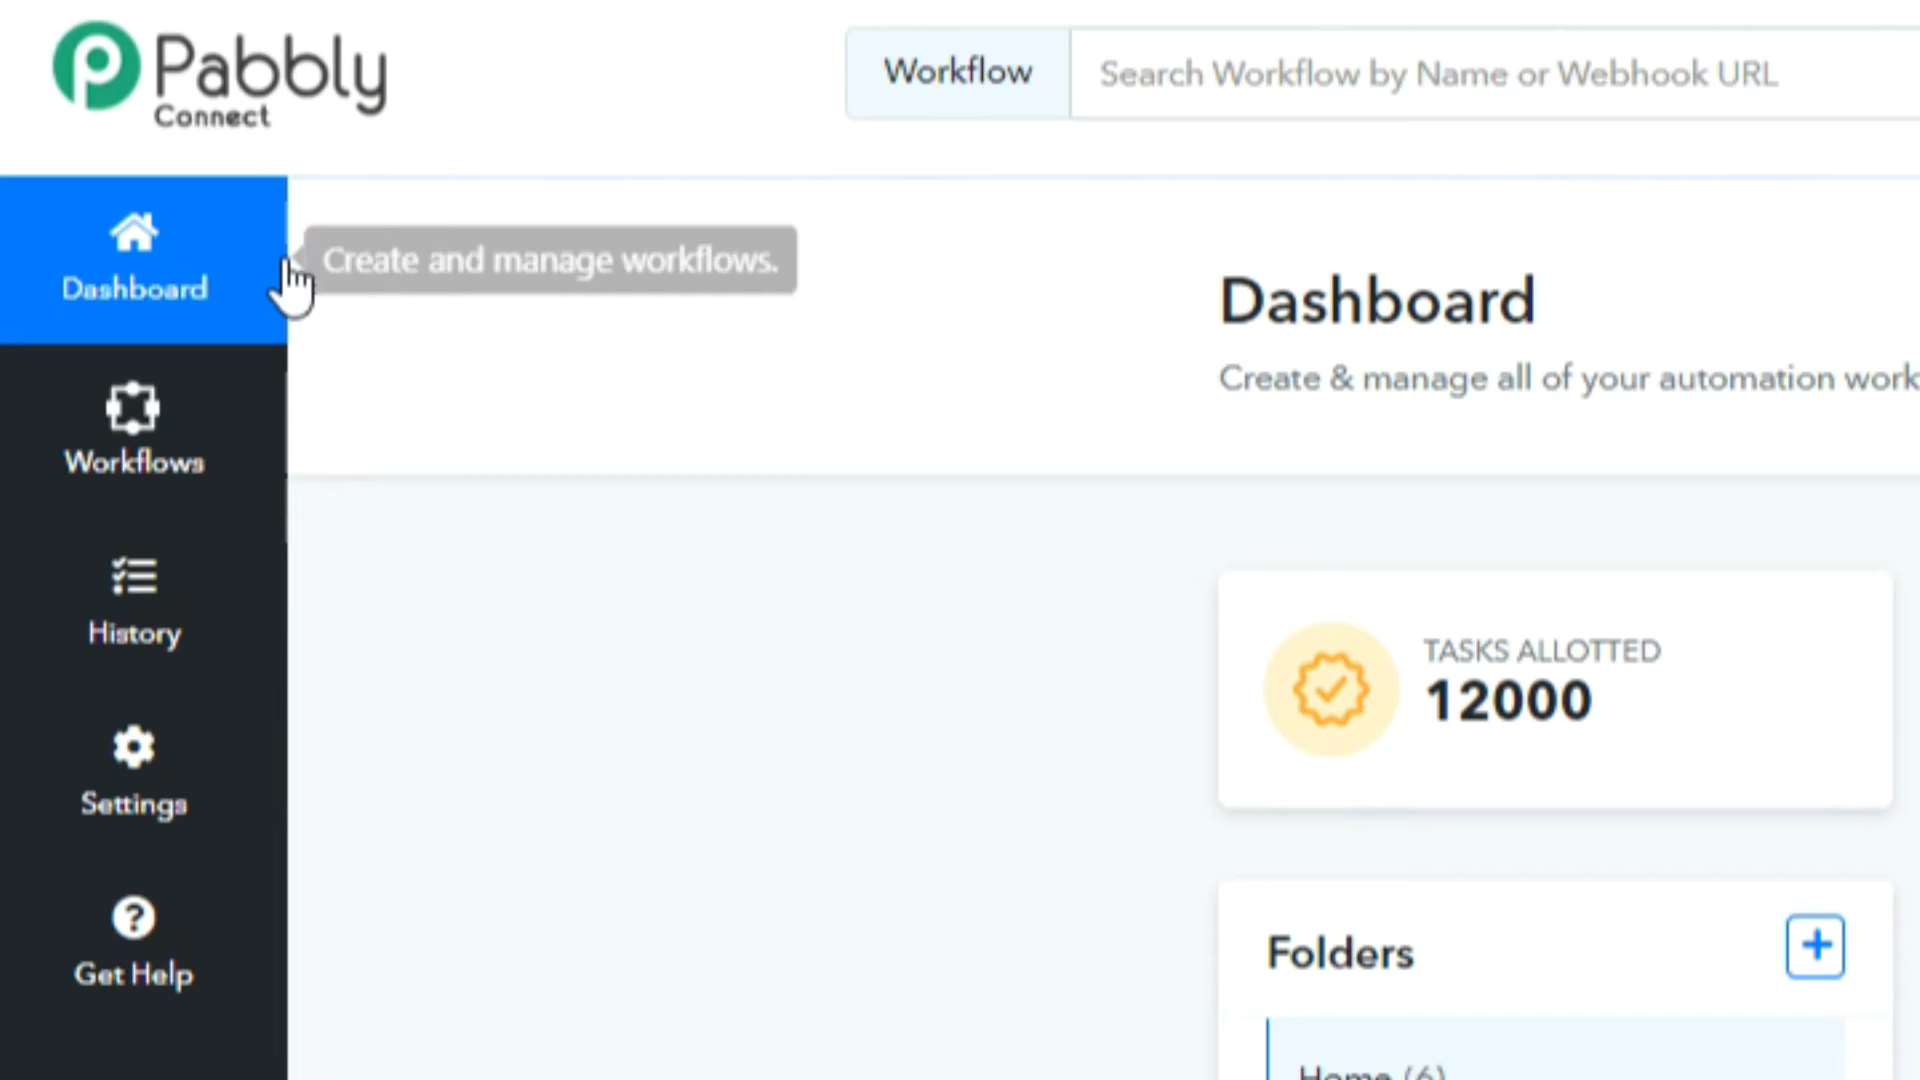 Pabbly
Connect
Workflow
Search Workflow by Name or Webhook URL
Dashboard
Create and manage workflows.
Workflows
History
Settings
Get Help
Dashboard
Create & manage all of your automation work
TASKS ALLOTTED
12000
Folders
Home (6)